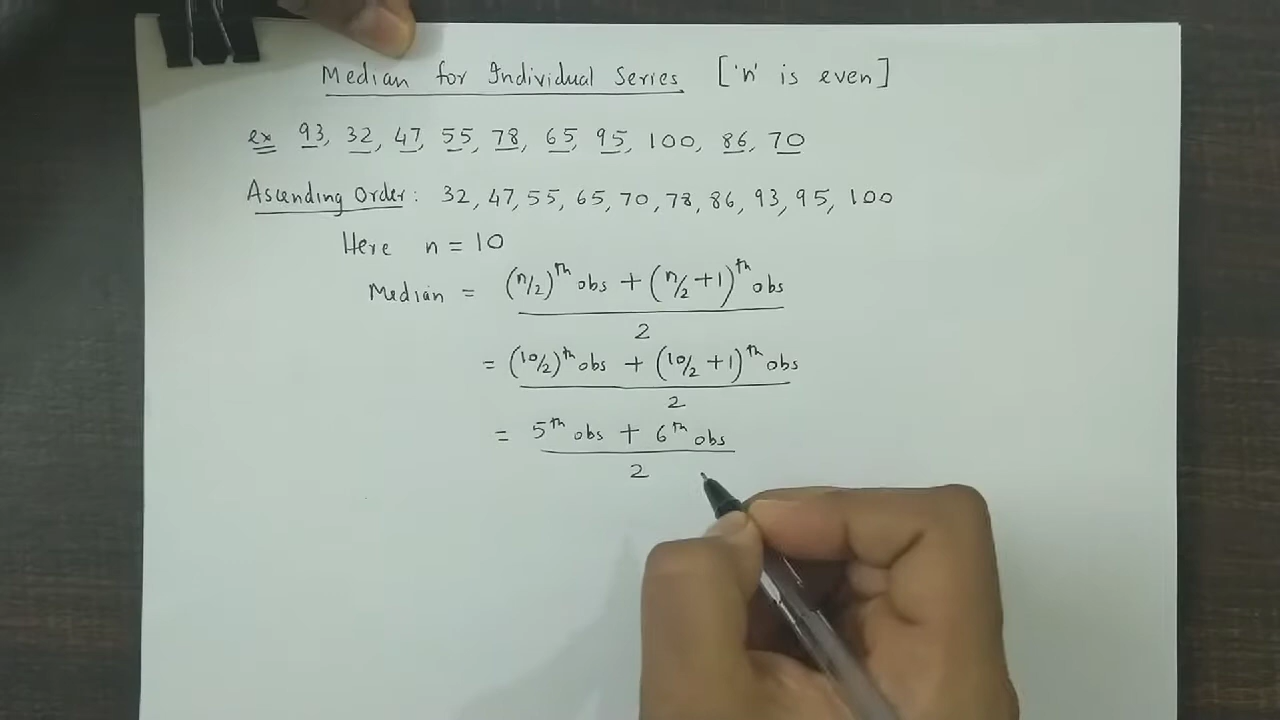 Median for Individual Series ['n' is even]
ex 93, 32, 47, 55, 78, 65, 95, 100, 86, 70
Ascending Order: 32, 47, 55, 65, 70, 78, 86, 93, 95, 100
Here n = 10
Median = (n/2)th obs + (n/2 + 1)th obs
2
= (10/2)th obs + (10/2 + 1)th obs
2
= 5th obs + 6th obs
2